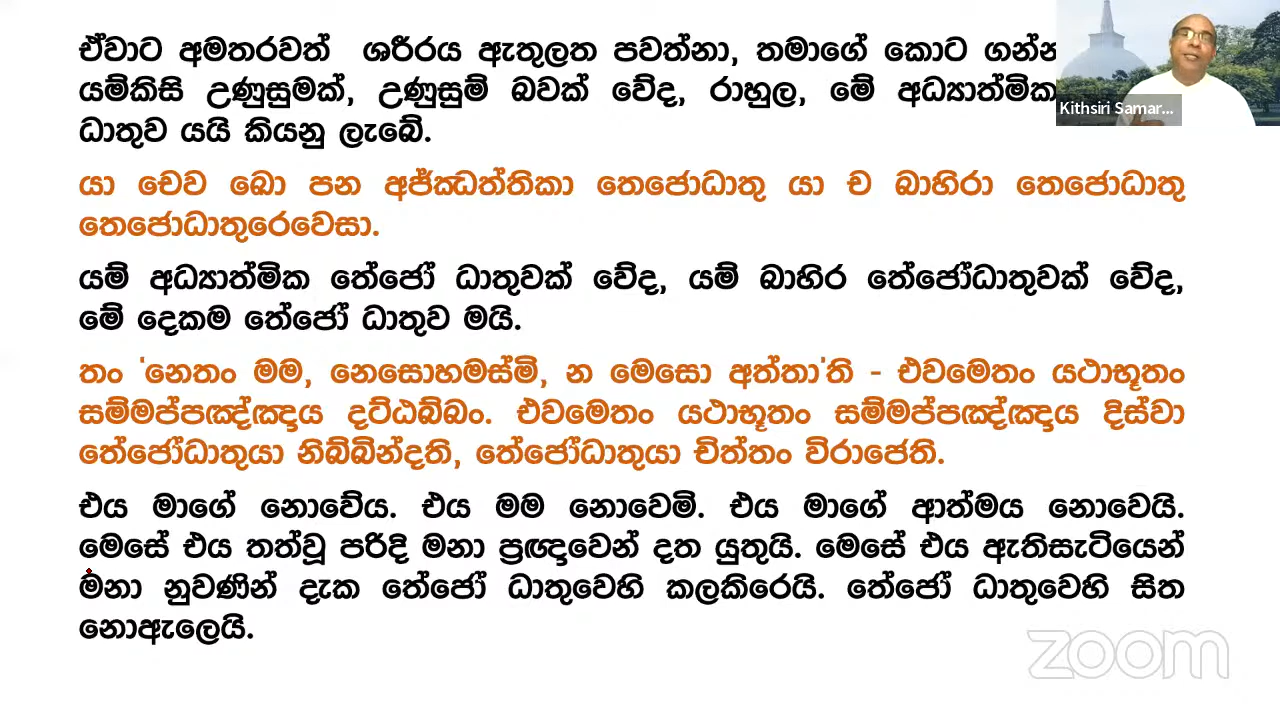 ඒවාට අමතරවත් ශරීරය ඇතුලත පවත්නා, තමාගේ කොට
යම්කිසි උණුසුමක්, උණුසුම් බවක් වේද, රාහුල, මේ අධ්‍යාත්මික
ධාතුව යයි කියනු ලැබේ.
යා චෙව ඛො පන අජ්ඣත්තිකා තෙජොධාතු යා ච බාහිරා තෙජොධාතු
තෙජොධාතුරෙවෙසා.
යම් අධ්‍යාත්මික තේජෝ ධාතුවක් වේද, යම් බාහිර තේජෝධාතුවක් වේද,
මේ දෙකම තේජෝ ධාතුව මයි.
තං 'නෙතං මම, නෙසොහමස්මි, න මෙසො අත්තා'ති - එවමෙතං යථාභූතං
සම්මප්පඤ්ඤාය දට්ඨබ්බං. එවමෙතං යථාභූතං සම්මප්පඤ්ඤාය දිස්වා
තේජෝධාතුයා නිබ්බින්දති, තේජෝධාතුයා චිත්තං විරාජෙති.
එය මාගේ නොවේය. එය මම නොවෙමි. එය මාගේ ආත්මය නොවෙයි.
මෙසේ එය තත්වූ පරිදි මනා ප්‍රඥාවෙන් දත යුතුයි. මෙසේ එය ඇතිසැටියෙන්
මනා නුවණින් දැක තේජෝ ධාතුවෙහි කලකිරෙයි. තේජෝ ධාතුවෙහි සිත
නොඇලෙයි.
Kithsiri Samar...
zoom